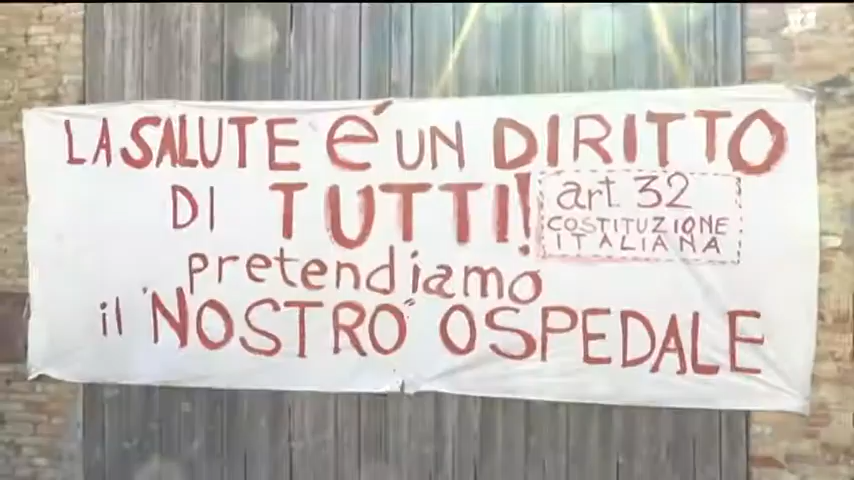 LA SALUTE É UN DIRITTO
DI TUTTI!
art. 32
COSTITUZIONE
ITALIANA
pretendiamo
il "NOSTRO" OSPEDALE